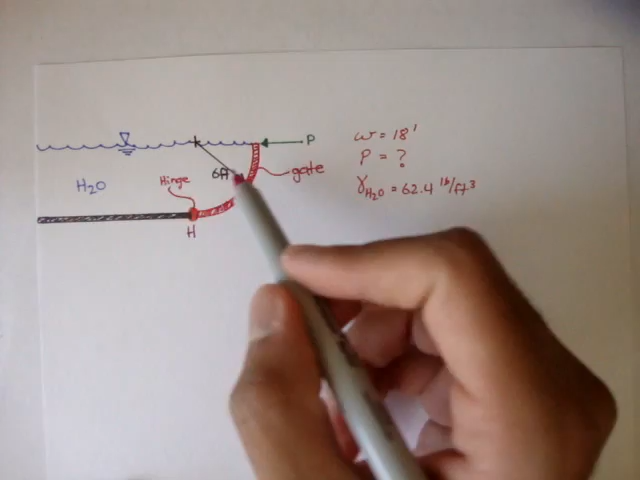 P
6ft
gate
H₂O
Hinge
H
w = 18'
P = ?
γH₂O = 62.4 lb/ft³